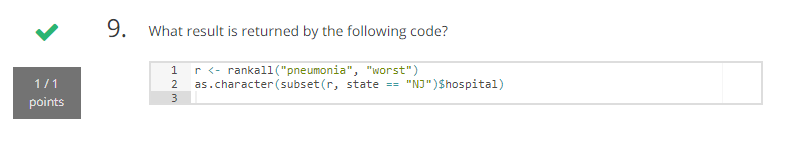 9. What result is returned by the following code?
1 r <- rankall("pneumonia", "worst")
1 / 1
2 as.character(subset(r, state == "NJ")$hospital)
points
3